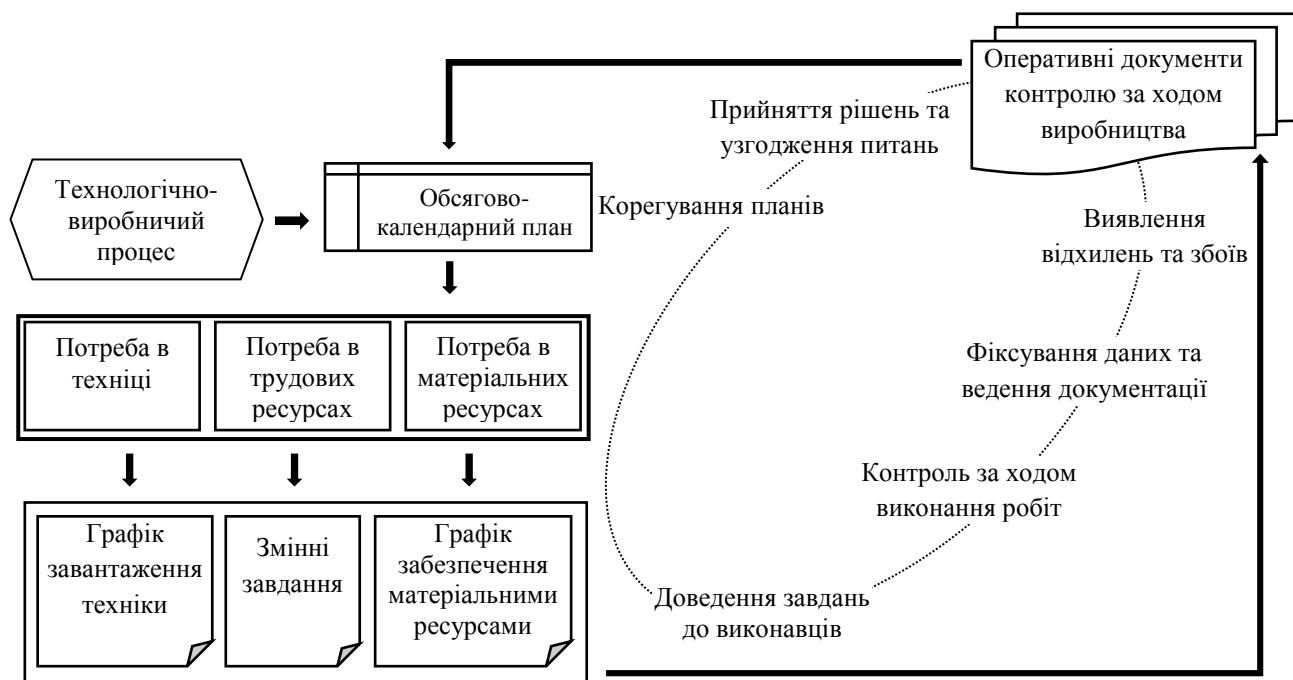 Оперативні документи
контролю за ходом
виробництва
Прийняття рішень та
узгодження питань
Технологічно-
виробничий
процес
Обсягово-
календарний план
Корегування планів
Виявлення
відхилень та збоїв
Потреба в
техніці
Потреба в
трудових
ресурсах
Потреба в
матеріальних
ресурсах
Фіксування даних та
ведення документації
Контроль за ходом
виконання робіт
Графік
завантаження
техніки
Змінні
завдання
Графік
забезпечення
матеріальними
ресурсами
Доведення завдань
до виконавців